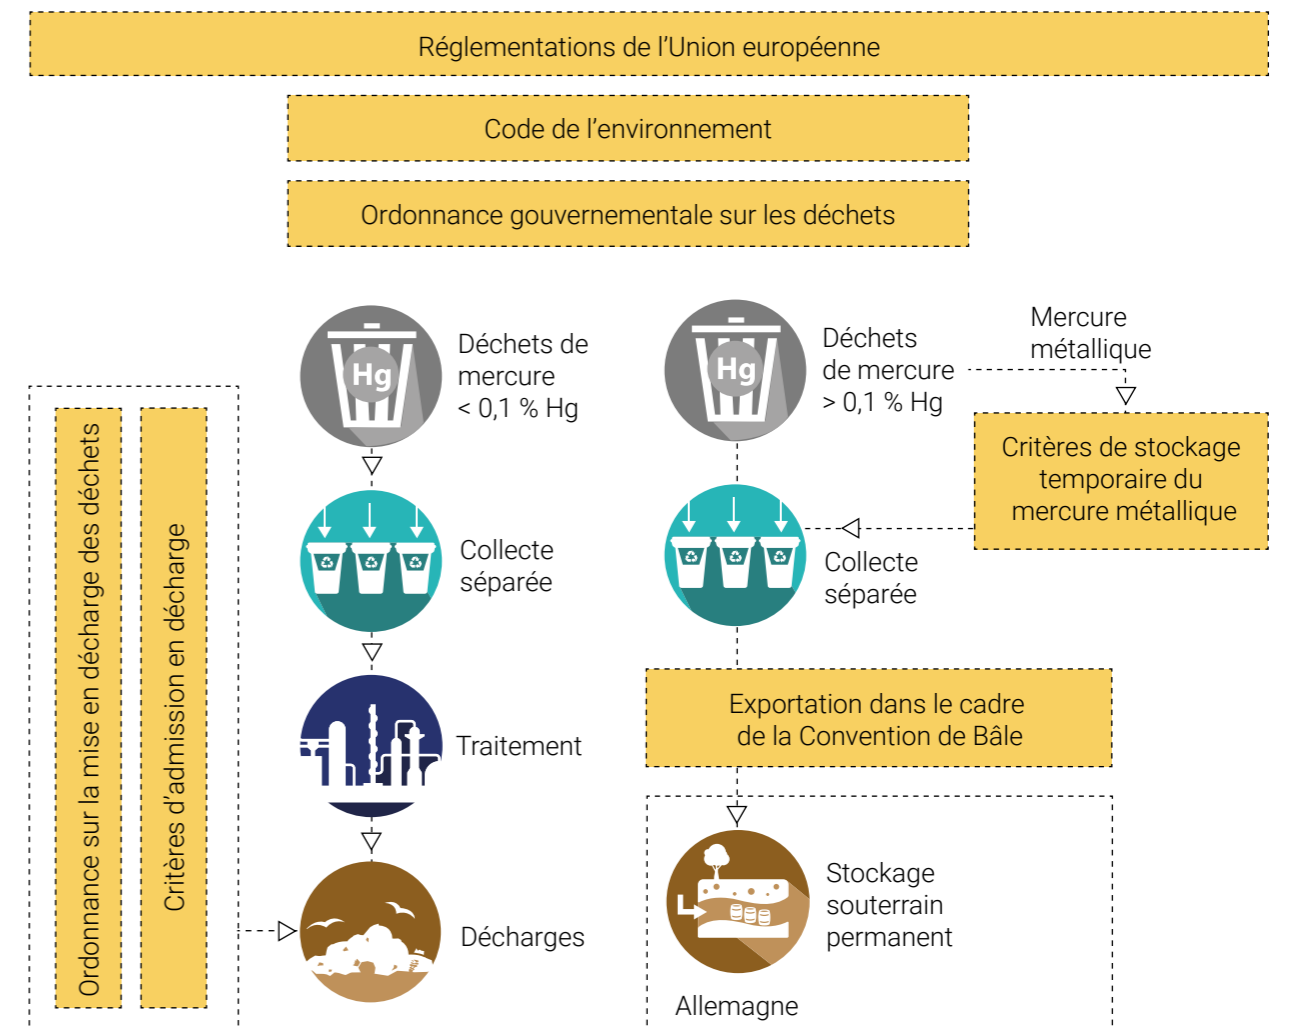 Réglementations de l’Union européenne
Code de l’environnement
Ordonnance gouvernementale sur les déchets
Hg
Déchets de
mercure
< 0,1 % Hg
Hg
Déchets
de mercure
> 0,1 % Hg
Mercure
métallique
Critères de stockage
temporaire du
mercure métallique
Ordonnance sur la mise en décharge des déchets
Critères d’admission en décharge
Collecte
séparée
Collecte
séparée
Traitement
Exportation dans le cadre
de la Convention de Bâle
Décharges
Stockage
souterrain
permanent
Allemagne